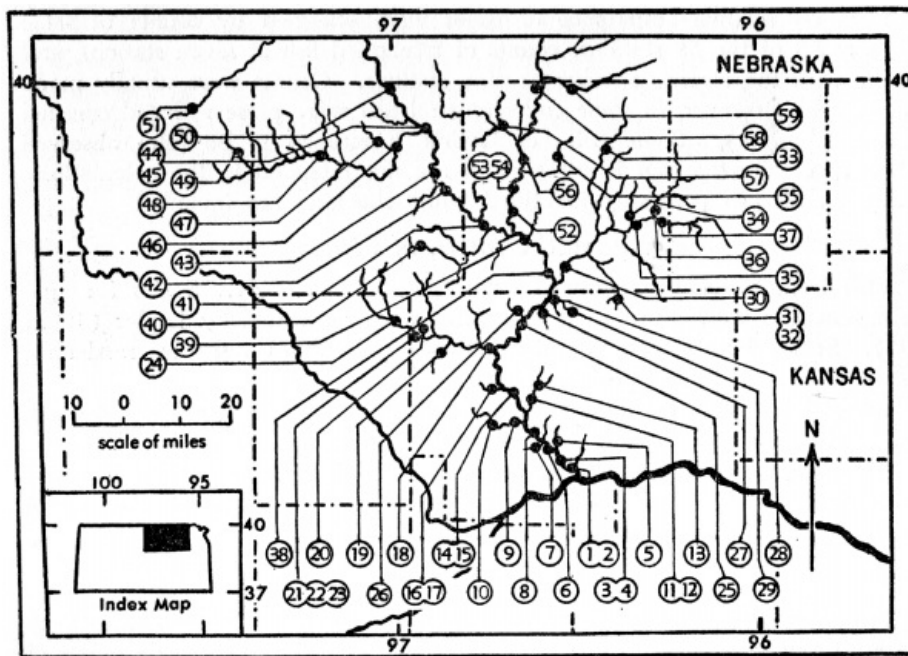 97 96
40 NEBRASKA 40
51 50 59
44 58 33
45 49 53 54 57
48 56 55
47 34
46 52 37
43 36
42 35
41 30
40 31
39 32
24 KANSAS
10 0 10 20
scale of miles
N
100 95
40
37
Index Map
38 20 19 18 14 15 9 7 1 2 5 13 27 28
21 22 23 26 16 17 10 8 6 3 4 11 12 25 29
97 96